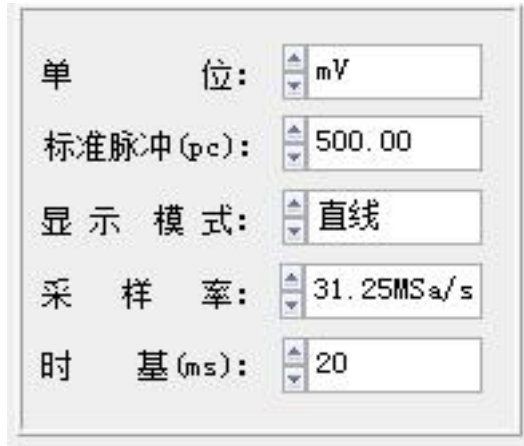 单 位: mV
标准脉冲(pc): 500.00
显 示 模 式: 直线
采 样 率: 31.25MSa/s
时 基(ms): 20